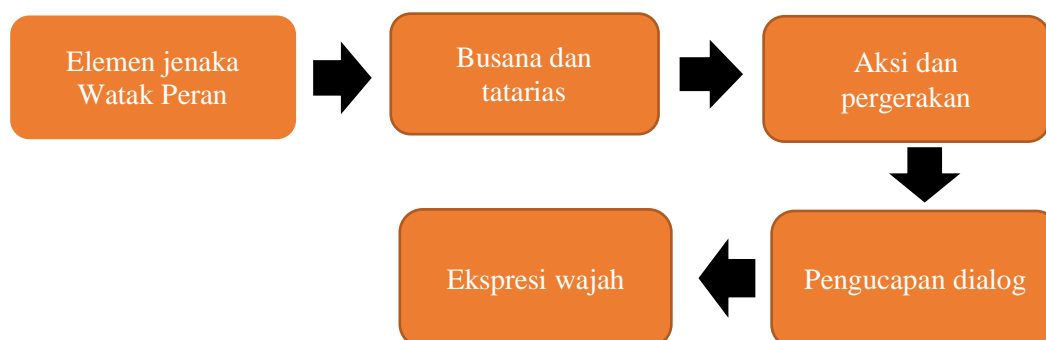 Elemen jenaka
Watak Peran
Busana dan
tatarias
Aksi dan
pergerakan
Pengucapan dialog
Ekspresi wajah